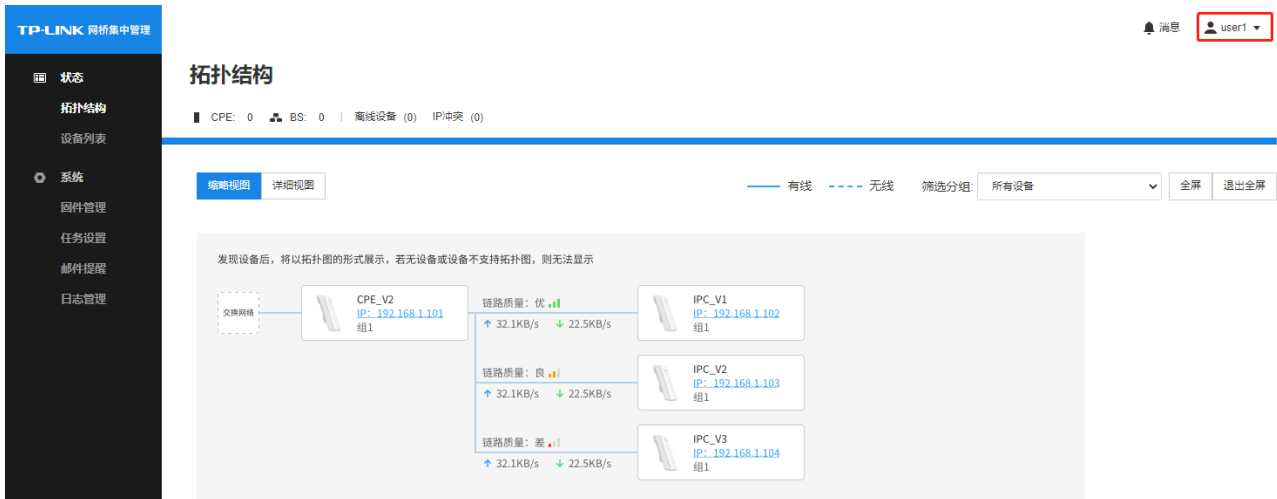 TP-LINK 网桥集中管理
消息
user1
状态
拓扑结构
设备列表
系统
固件管理
任务设置
邮件提醒
日志管理
拓扑结构
CPE: 0 BS: 0 | 离线设备 (0) IP冲突 (0)
缩略视图 详细视图 有线 无线 筛选分组: 所有设备 全屏 退出全屏
发现设备后，将以拓扑图的形式展示，若无设备或设备不支持拓扑图，则无法显示
交换网络
CPE_V2
IP: 192.168.1.101
组1
链路质量：优
↑ 32.1KB/s ↓ 22.5KB/s
IPC_V1
IP: 192.168.1.102
组1
链路质量：良
↑ 32.1KB/s ↓ 22.5KB/s
IPC_V2
IP: 192.168.1.103
组1
链路质量：差
↑ 32.1KB/s ↓ 22.5KB/s
IPC_V3
IP: 192.168.1.104
组1